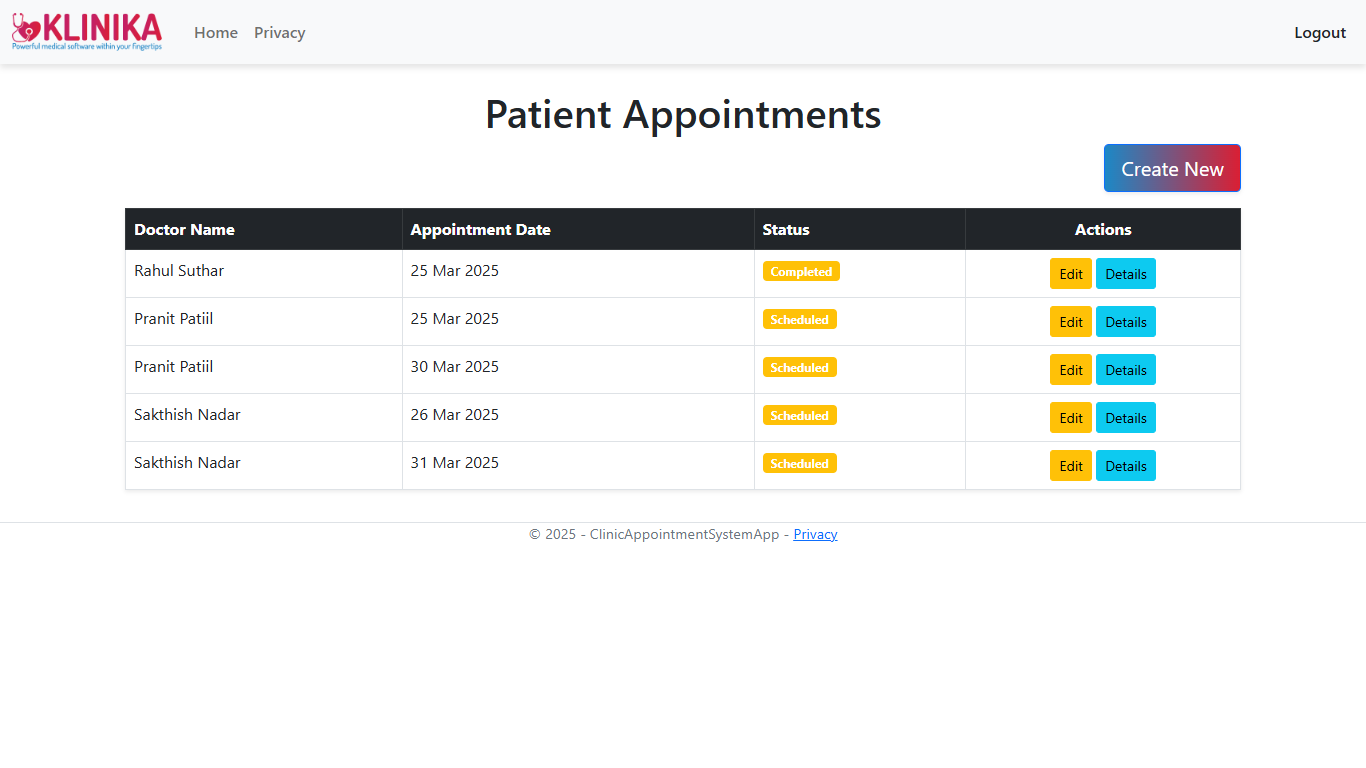 KLINIKA
Powerful medical software within your fingertips
Home Privacy Logout
Patient Appointments
Create New
Doctor Name Appointment Date Status Actions
Rahul Suthar 25 Mar 2025 Completed Edit Details
Pranit Patiil 25 Mar 2025 Scheduled Edit Details
Pranit Patiil 30 Mar 2025 Scheduled Edit Details
Sakthish Nadar 26 Mar 2025 Scheduled Edit Details
Sakthish Nadar 31 Mar 2025 Scheduled Edit Details
© 2025 - ClinicAppointmentSystemApp - Privacy